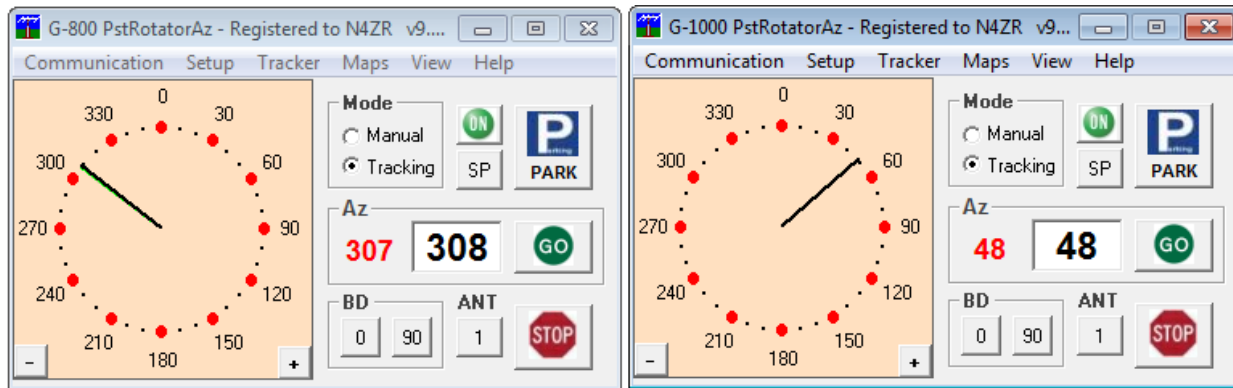 G-800 PstRotatorAz - Registered to N4ZR v9....
Communication Setup Tracker Maps View Help
0
330 30
300 60
270 90
240 120
210 150
180
- +
Mode
Manual
Tracking
ON
SP
P
arking
PARK
Az
307 308 GO
BD
0 90
ANT
1
STOP
G-1000 PstRotatorAz - Registered to N4ZR v9...
Communication Setup Tracker Maps View Help
0
330 30
300 60
270 90
240 120
210 150
180
- +
Mode
Manual
Tracking
ON
SP
P
arking
PARK
Az
48 48 GO
BD
0 90
ANT
1
STOP